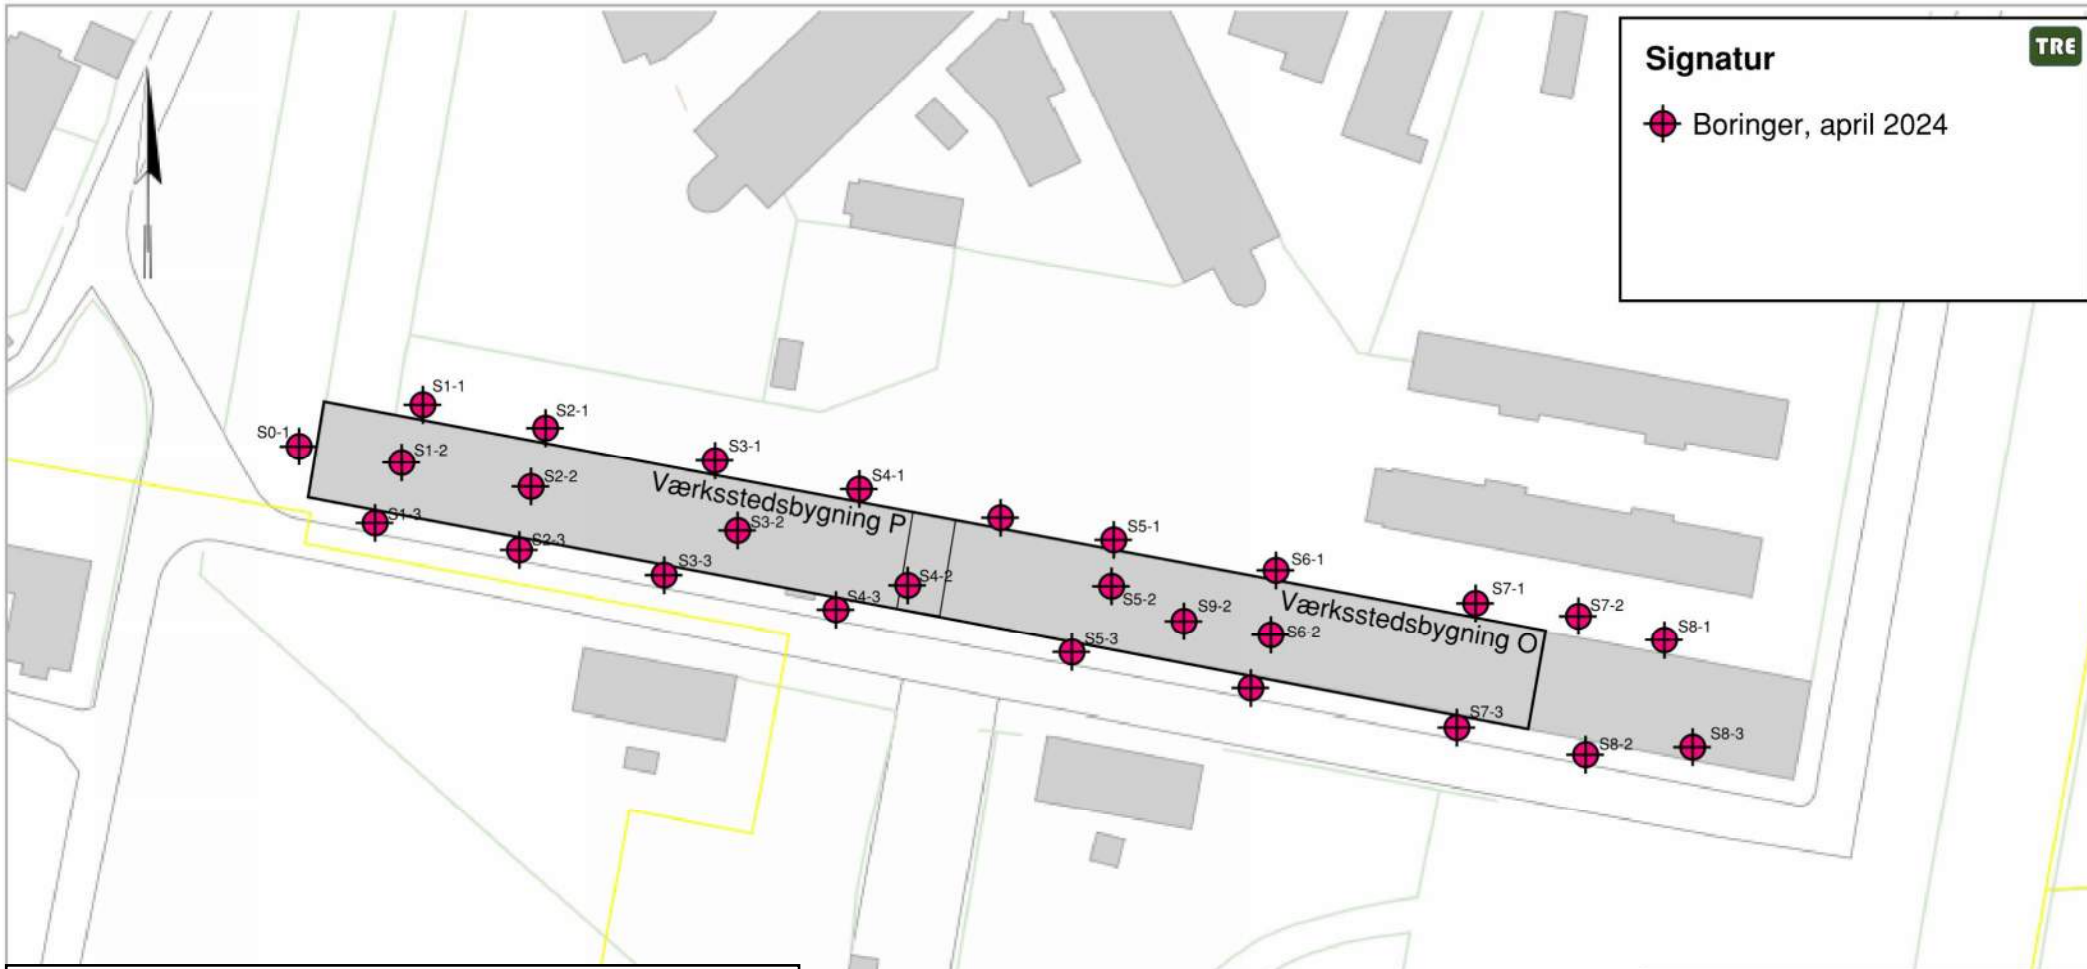 Signatur
TRE
Boringer, april 2024
S1-1
S2-1
S0-1
S3-1
S1-2
S4-1
S2-2
Værksstedsbygning P
S1-3
S3-2
S5-1
S2-3
S3-3
S6-1
S4-2
S5-2
S4-3
S9-2
S7-1
S7-2
Værksstedsbygning O
S8-1
S6-2
S5-3
S7-3
S8-2
S8-3